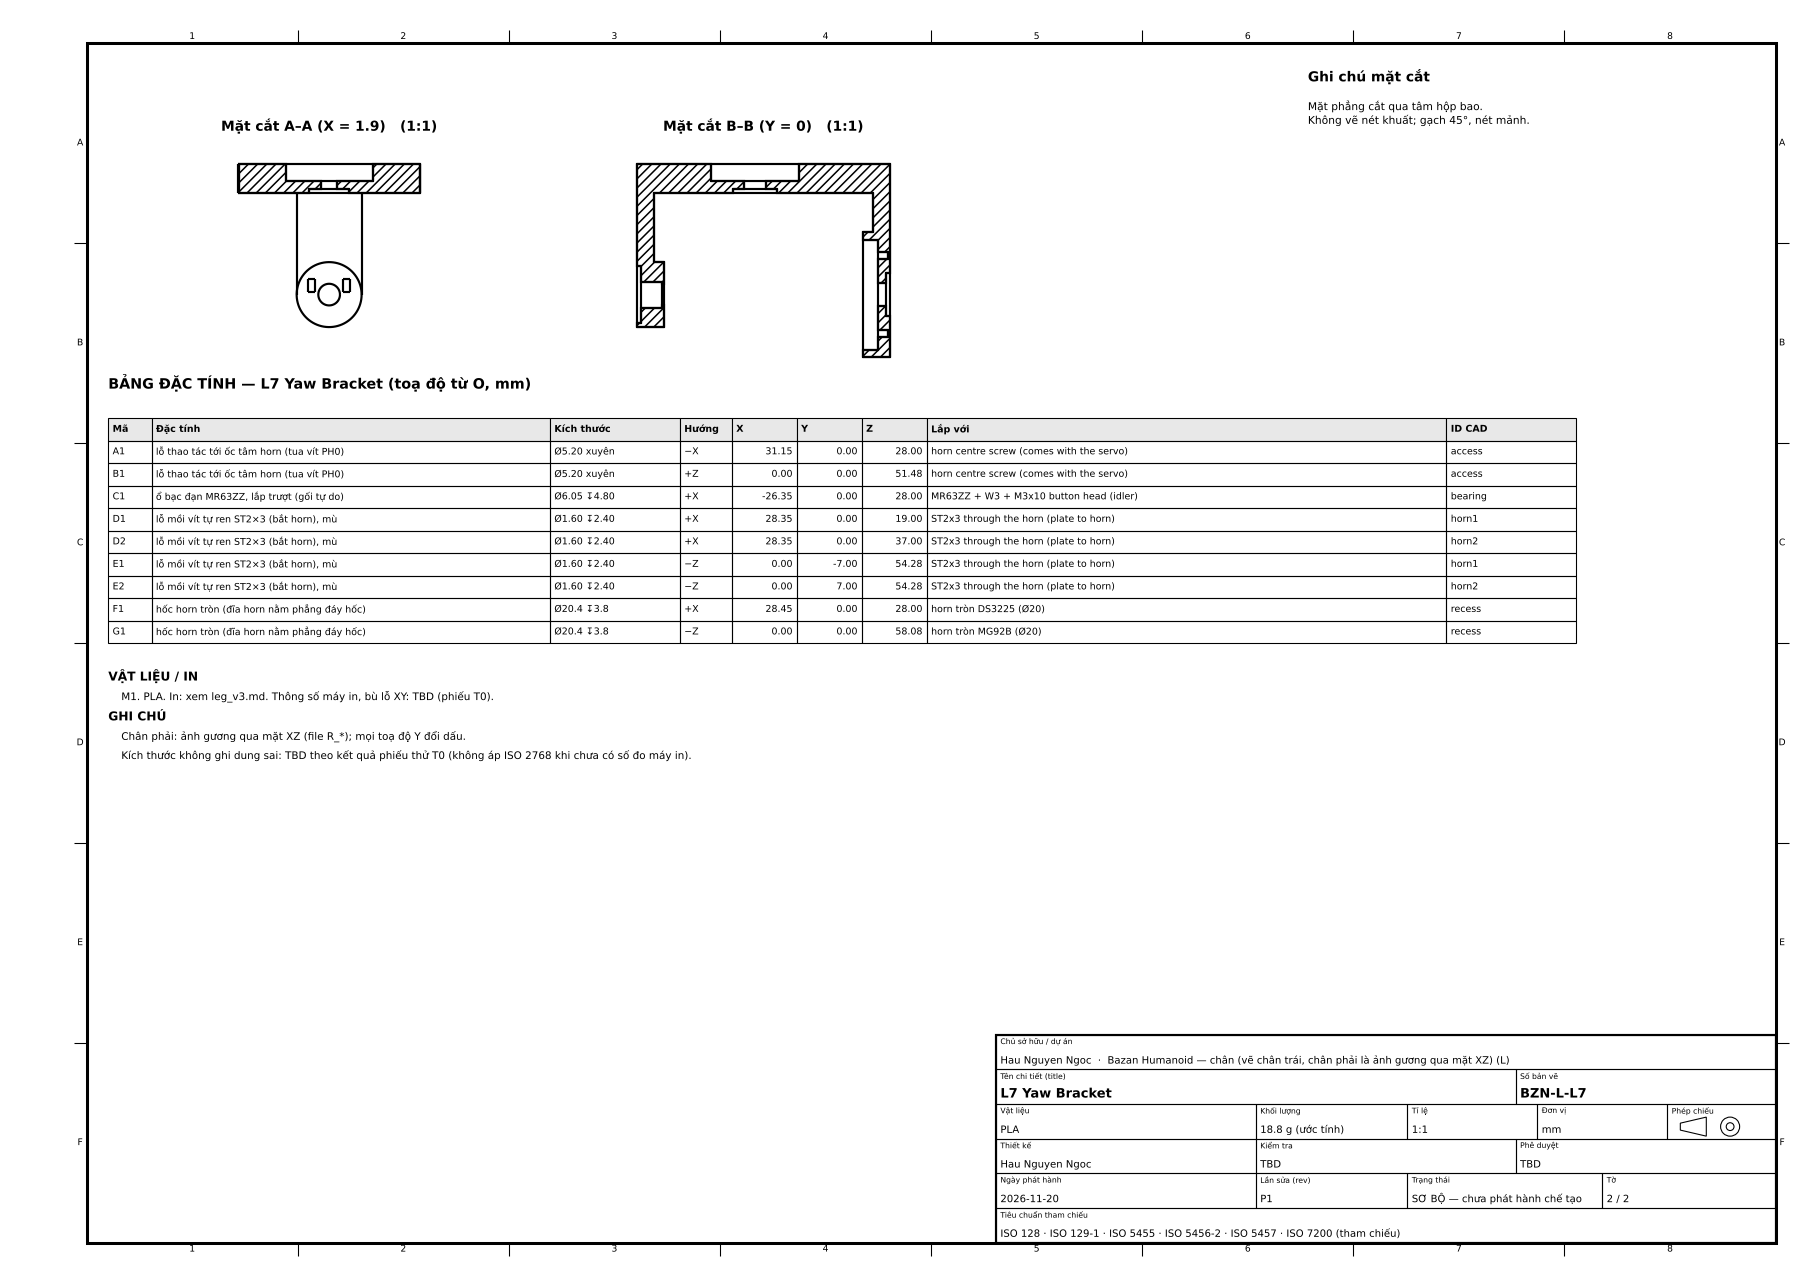 1 2 3 4 5 6 7 8
Ghi chú mặt cắt
Mặt phẳng cắt qua tâm hộp bao.
Không vẽ nét khuất; gạch 45°, nét mảnh.
Mặt cắt A–A (X = 1.9) (1:1)
Mặt cắt B–B (Y = 0) (1:1)
A A
B B
BẢNG ĐẶC TÍNH — L7 Yaw Bracket (toạ độ từ O, mm)
Mã Đặc tính Kích thước Hướng X Y Z Lắp với ID CAD
A1 lỗ thao tác tới ốc tâm horn (tua vít PH0) Ø5.20 xuyên −X 31.15 0.00 28.00 horn centre screw (comes with the servo) access
B1 lỗ thao tác tới ốc tâm horn (tua vít PH0) Ø5.20 xuyên +Z 0.00 0.00 51.48 horn centre screw (comes with the servo) access
C1 ổ bạc đạn MR63ZZ, lắp trượt (gối tự do) Ø6.05 ↧4.80 +X -26.35 0.00 28.00 MR63ZZ + W3 + M3x10 button head (idler) bearing
D1 lỗ mồi vít tự ren ST2×3 (bắt horn), mù Ø1.60 ↧2.40 +X 28.35 0.00 19.00 ST2x3 through the horn (plate to horn) horn1
D2 lỗ mồi vít tự ren ST2×3 (bắt horn), mù Ø1.60 ↧2.40 +X 28.35 0.00 37.00 ST2x3 through the horn (plate to horn) horn2
C C
E1 lỗ mồi vít tự ren ST2×3 (bắt horn), mù Ø1.60 ↧2.40 −Z 0.00 -7.00 54.28 ST2x3 through the horn (plate to horn) horn1
E2 lỗ mồi vít tự ren ST2×3 (bắt horn), mù Ø1.60 ↧2.40 −Z 0.00 7.00 54.28 ST2x3 through the horn (plate to horn) horn2
F1 hốc horn tròn (đĩa horn nằm phẳng đáy hốc) Ø20.4 ↧3.8 +X 28.45 0.00 28.00 horn tròn DS3225 (Ø20) recess
G1 hốc horn tròn (đĩa horn nằm phẳng đáy hốc) Ø20.4 ↧3.8 −Z 0.00 0.00 58.08 horn tròn MG92B (Ø20) recess
VẬT LIỆU / IN
M1. PLA. In: xem leg_v3.md. Thông số máy in, bù lỗ XY: TBD (phiếu T0).
GHI CHÚ
Chân phải: ảnh gương qua mặt XZ (file R_*); mọi toạ độ Y đổi dấu.
D D
Kích thước không ghi dung sai: TBD theo kết quả phiếu thử T0 (không áp ISO 2768 khi chưa có số đo máy in).
E E
Chủ sở hữu / dự án
Hau Nguyen Ngoc · Bazan Humanoid — chân (vẽ chân trái, chân phải là ảnh gương qua mặt XZ) (L)
Tên chi tiết (title) Số bản vẽ
L7 Yaw Bracket BZN-L-L7
Vật liệu Khối lượng Tỉ lệ Đơn vị Phép chiếu
PLA 18.8 g (ước tính) 1:1 mm
F F
Thiết kế Kiểm tra Phê duyệt
Hau Nguyen Ngoc TBD TBD
Ngày phát hành Lần sửa (rev) Trạng thái Tờ
2026-11-20 P1 SƠ BỘ — chưa phát hành chế tạo 2 / 2
Tiêu chuẩn tham chiếu
ISO 128 · ISO 129-1 · ISO 5455 · ISO 5456-2 · ISO 5457 · ISO 7200 (tham chiếu)
1 2 3 4 5 6 7 8